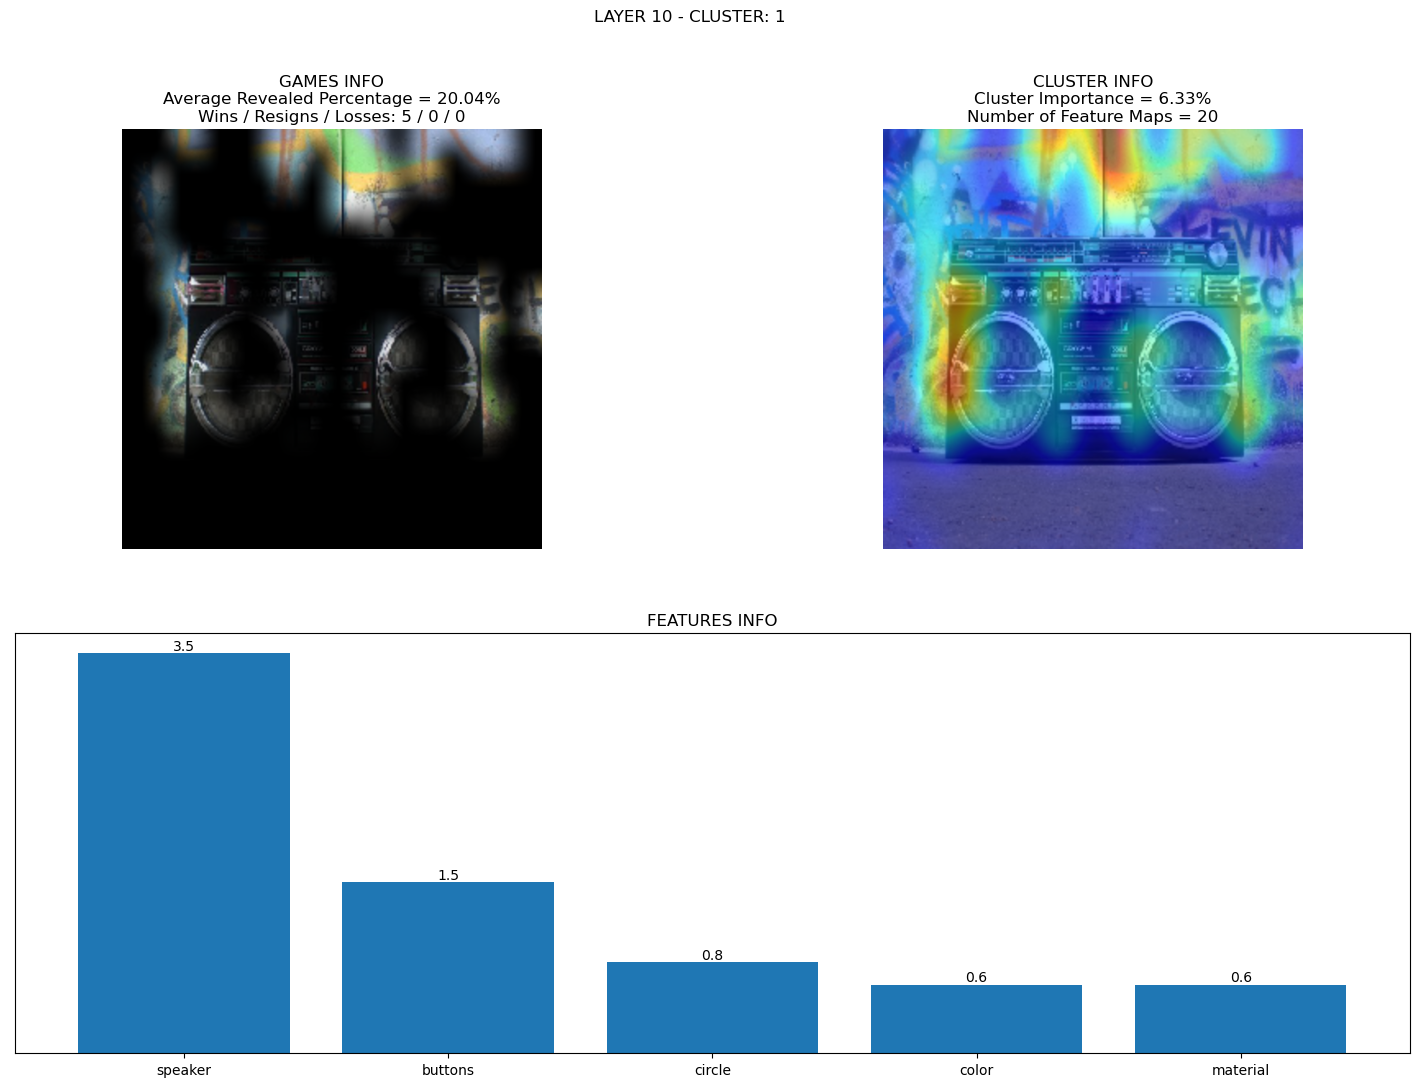 LAYER 10 - CLUSTER: 1
GAMES INFO
Average Revealed Percentage = 20.04%
Wins / Resigns / Losses: 5 / 0 / 0
CLUSTER INFO
Cluster Importance = 6.33%
Number of Feature Maps = 20
KEVIN
ECH
FEATURES INFO
3.5
1.5
0.8
0.6
0.6
speaker
buttons
circle
color
material